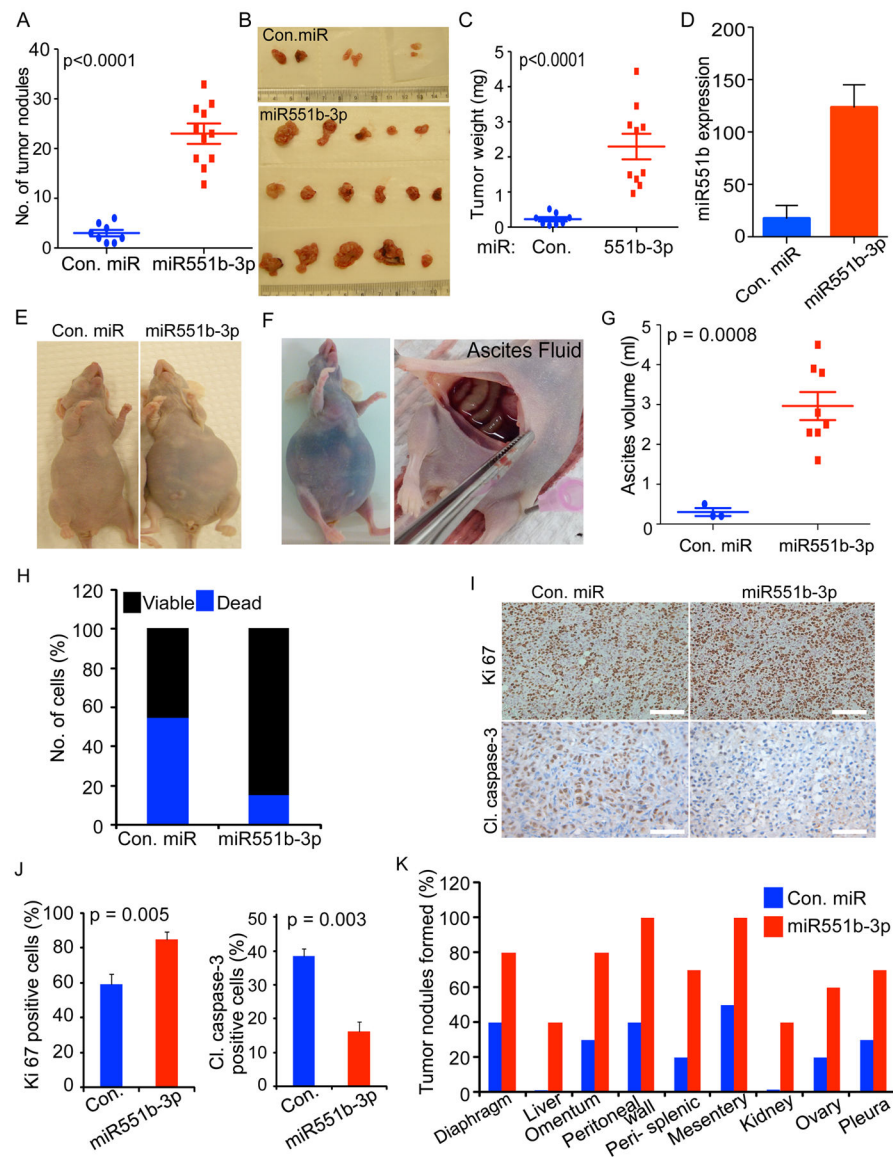 A
p<0.0001
No. of tumor nodules
40
30
20
10
0
Con. miR
miR551b-3p
B
Con.miR
miR551b-3p
C
p<0.0001
Tumor weight (mg)
5
4
3
2
1
0
miR:
Con.
551b-3p
D
miR551b expression
200
150
100
50
0
Con. miR
miR551b-3p
E
Con. miR
miR551b-3p
F
Ascites Fluid
G
p = 0.0008
Ascites volume (ml)
5
4
3
2
1
0
Con. miR
miR551b-3p
H
Viable
Dead
No. of cells (%)
120
100
80
60
40
20
0
Con. miR
miR551b-3p
I
Con. miR
miR551b-3p
Ki 67
Cl. caspase-3
J
p = 0.005
Ki 67 positive cells (%)
100
80
60
40
20
0
Con.
miR551b-3p
p = 0.003
Cl. caspase-3
positive cells (%)
50
40
30
20
10
0
Con.
miR551b-3p
K
Con. miR
miR551b-3p
Tumor nodules formed (%)
120
100
80
60
40
20
0
Diaphragm
Liver
Omentum
Peritoneal
wall
Peri- splenic
Mesentery
Kidney
Ovary
Pleura